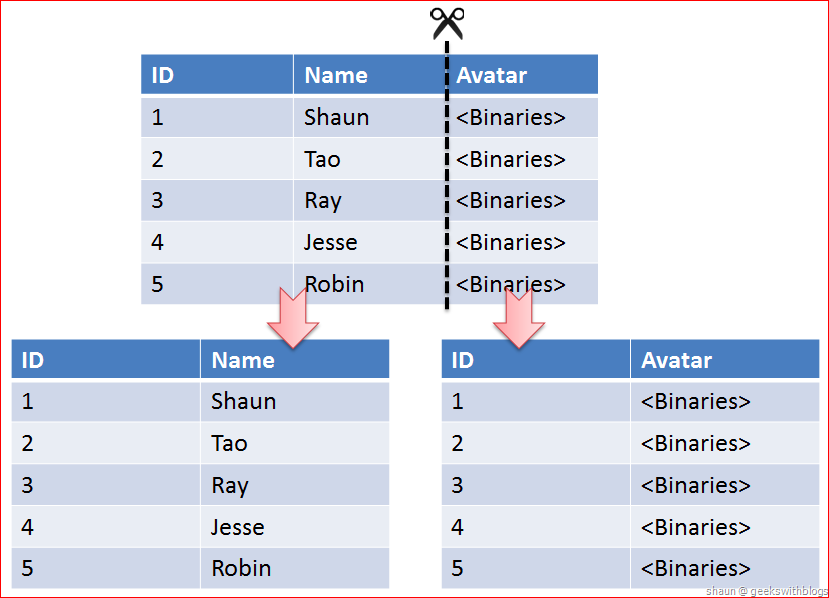 ID Name Avatar
1 Shaun <Binaries>
2 Tao <Binaries>
3 Ray <Binaries>
4 Jesse <Binaries>
5 Robin <Binaries>
ID Name
1 Shaun
2 Tao
3 Ray
4 Jesse
5 Robin
ID Avatar
1 <Binaries>
2 <Binaries>
3 <Binaries>
4 <Binaries>
5 <Binaries>
shaun @ geekswithblogs